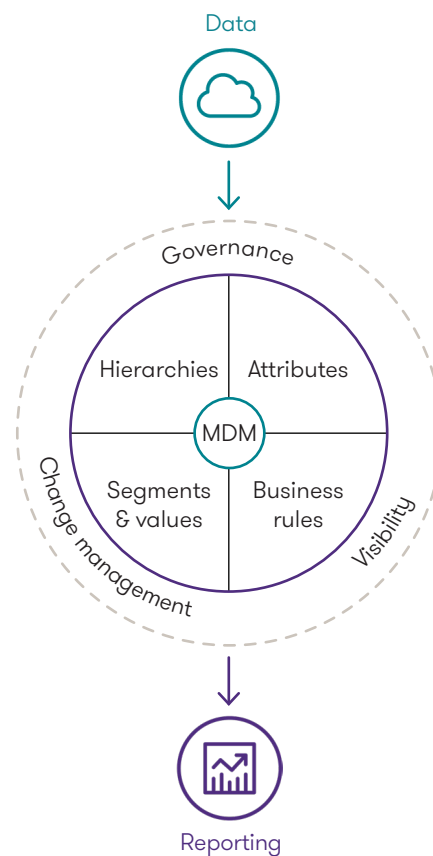 Data
Governance
Hierarchies
Attributes
MDM
Segments
& values
Business
rules
Change management
Visibility
Reporting